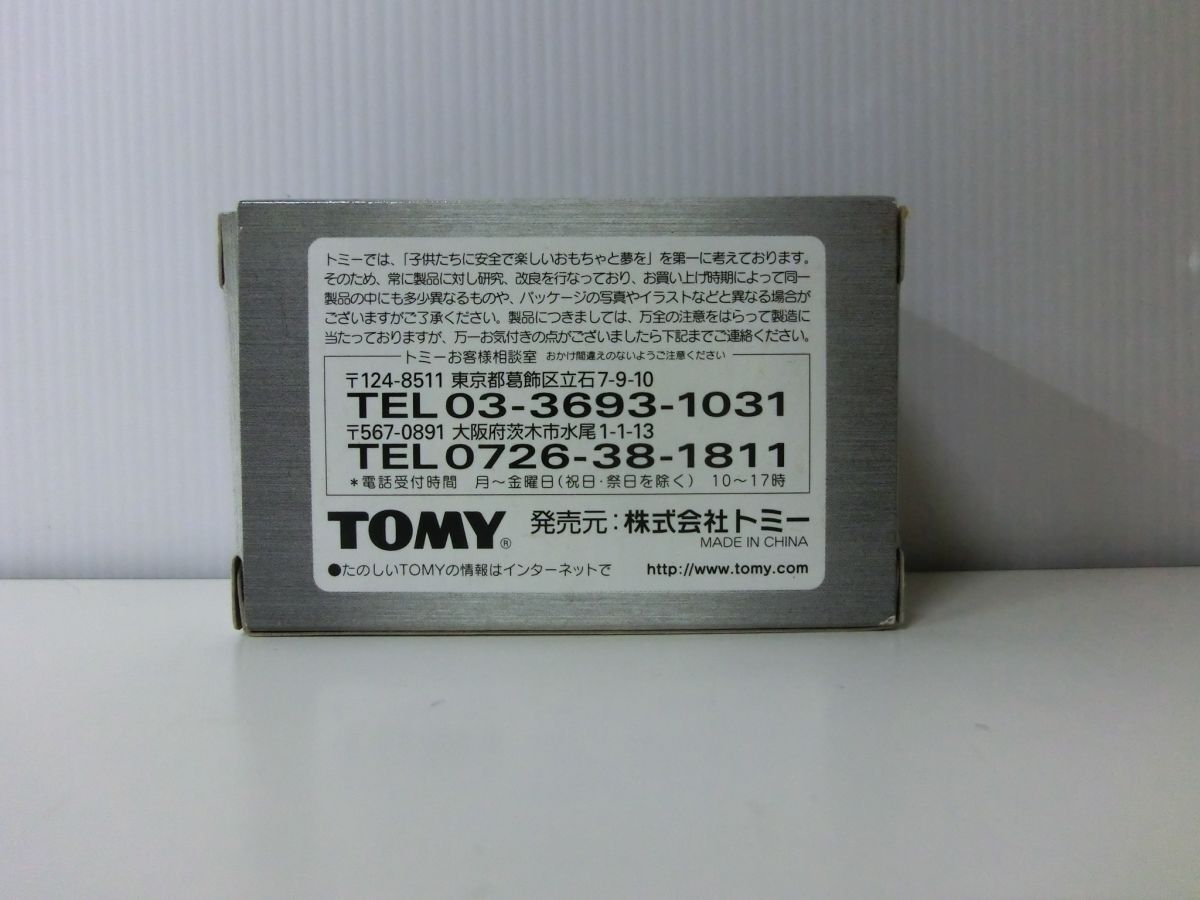 トミーでは、「子供たちに安全で楽しいおもちゃと夢を」を第一に考えております。
そのため、常に製品に対し研究、改良を行なっており、お買い上げ時期によって同一
製品の中にも多少異なるものや、パッケージの写真やイラストなどと異なる場合が
ございますがご了承ください。製品につきましては、万全の注意をはらって製造に
当たっておりますが、万一お気付きの点がございましたら下記までご連絡ください。
トミーお客様相談室 おかけ間違えのないようご注意ください
〒124-8511 東京都葛飾区立石7-9-10
TEL 03-3693-1031
〒567-0891 大阪府茨木市水尾1-1-13
TEL 0726-38-1811
＊電話受付時間 月〜金曜日(祝日・祭日を除く) 10〜17時
TOMY® 発売元：株式会社トミー
MADE IN CHINA
●たのしいTOMYの情報はインターネットで http://www.tomy.com